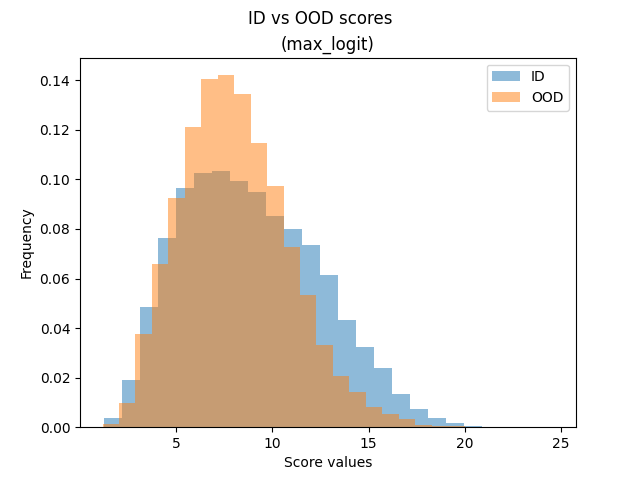 ID vs OOD scores
(max_logit)
ID
OOD
0.14
0.12
0.10
0.08
0.06
0.04
0.02
0.00
Frequency
5
10
15
20
25
Score values